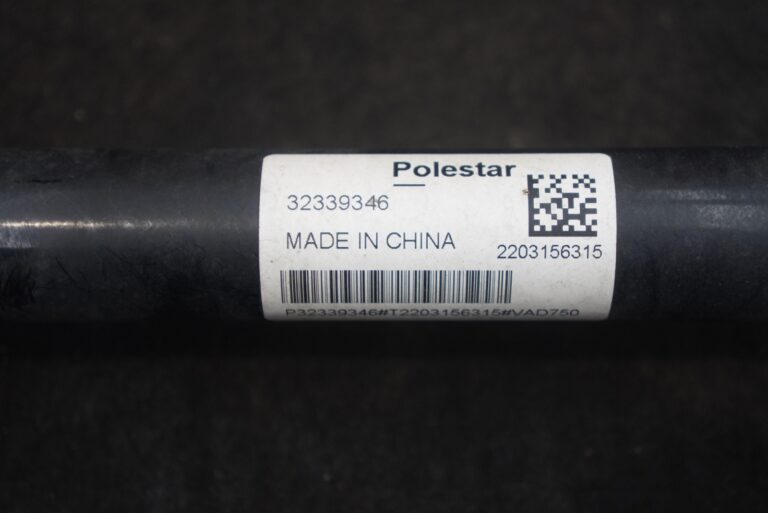 Polestar
32339346
MADE IN CHINA
2203156315
P32339346#T2203156315#VAD750